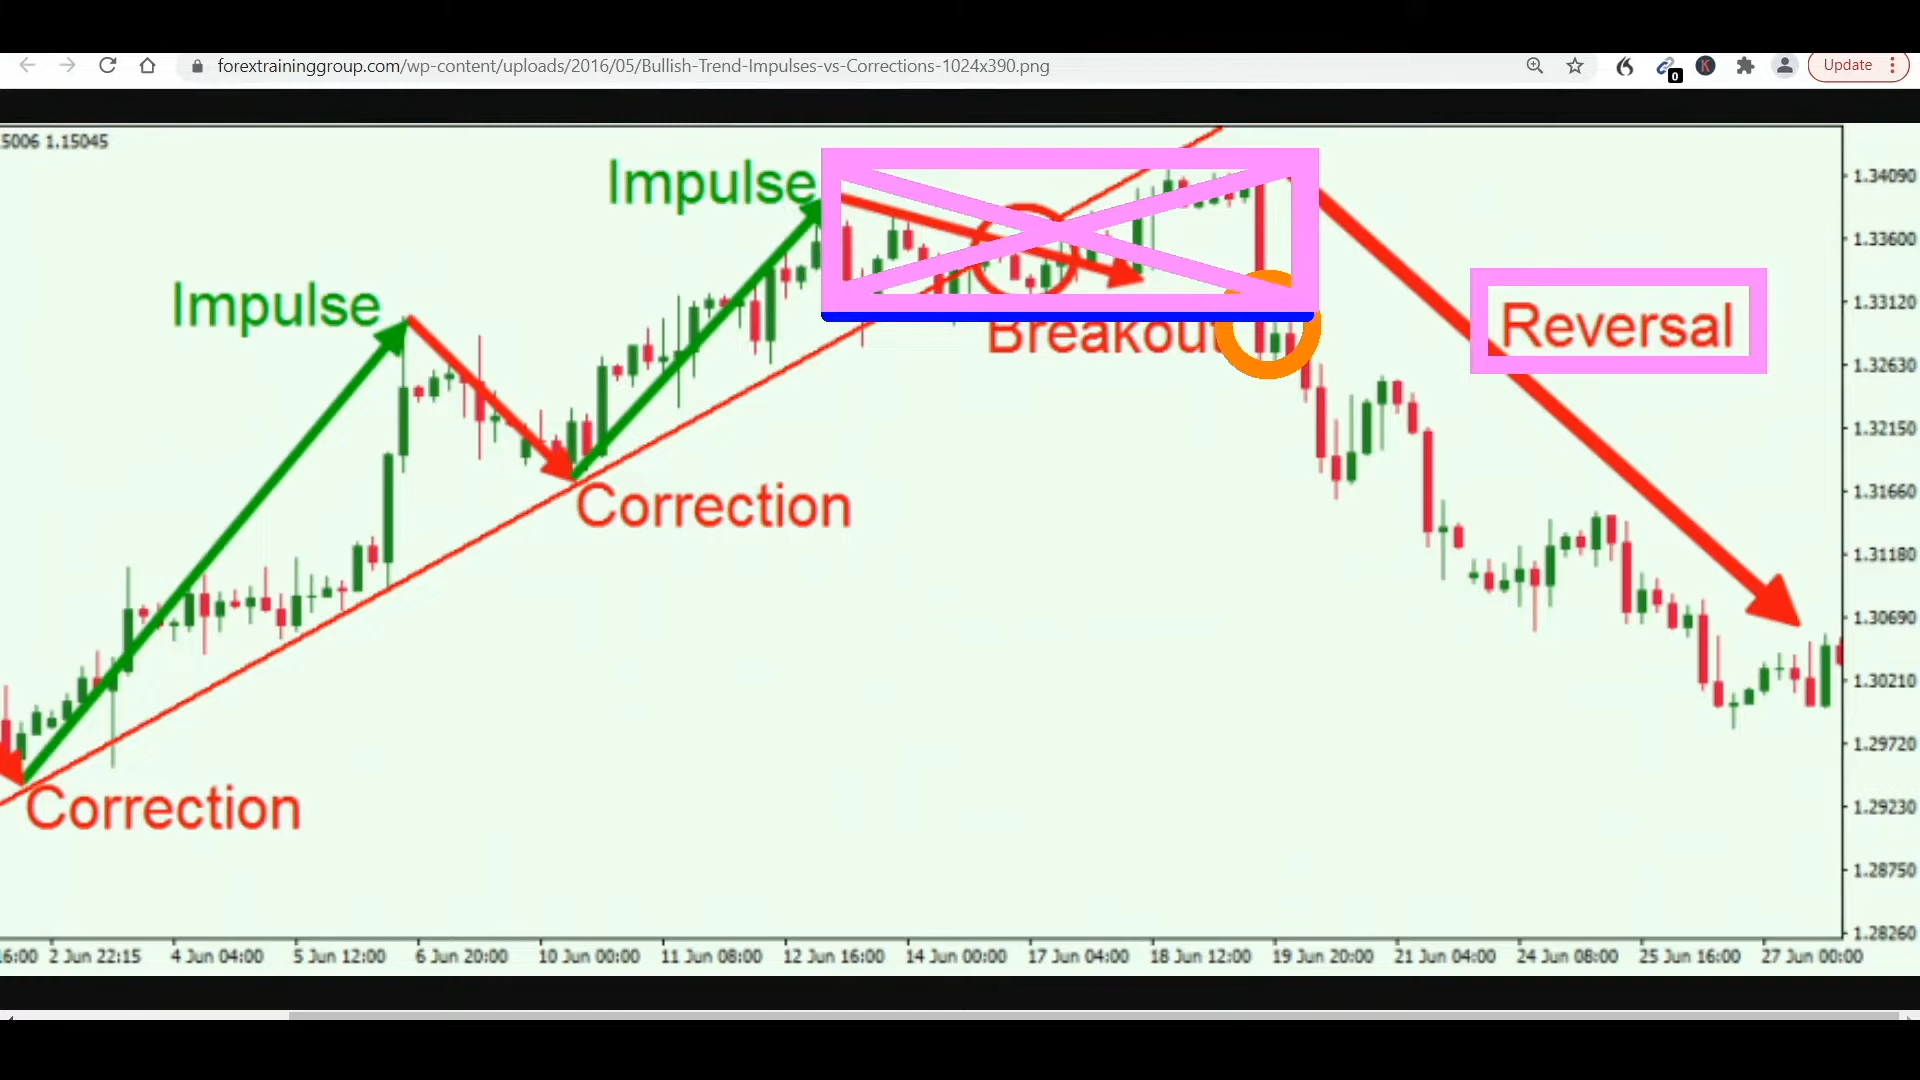 forextraininggroup.com/wp-content/uploads/2016/05/Bullish-Trend-Impulses-vs-Corrections-1024x390.png
0
K
Update
5006 1.15045
Impulse
Impulse
Breakout
Reversal
Correction
Correction
1.34090
1.33600
1.33120
1.32630
1.32150
1.31660
1.31180
1.30690
1.30210
1.29720
1.29230
1.28750
1.28260
16:00 2 Jun 22:15 4 Jun 04:00 5 Jun 12:00 6 Jun 20:00 10 Jun 00:00 11 Jun 08:00 12 Jun 16:00 14 Jun 00:00 17 Jun 04:00 18 Jun 12:00 19 Jun 20:00 21 Jun 04:00 24 Jun 08:00 25 Jun 16:00 27 Jun 00:00